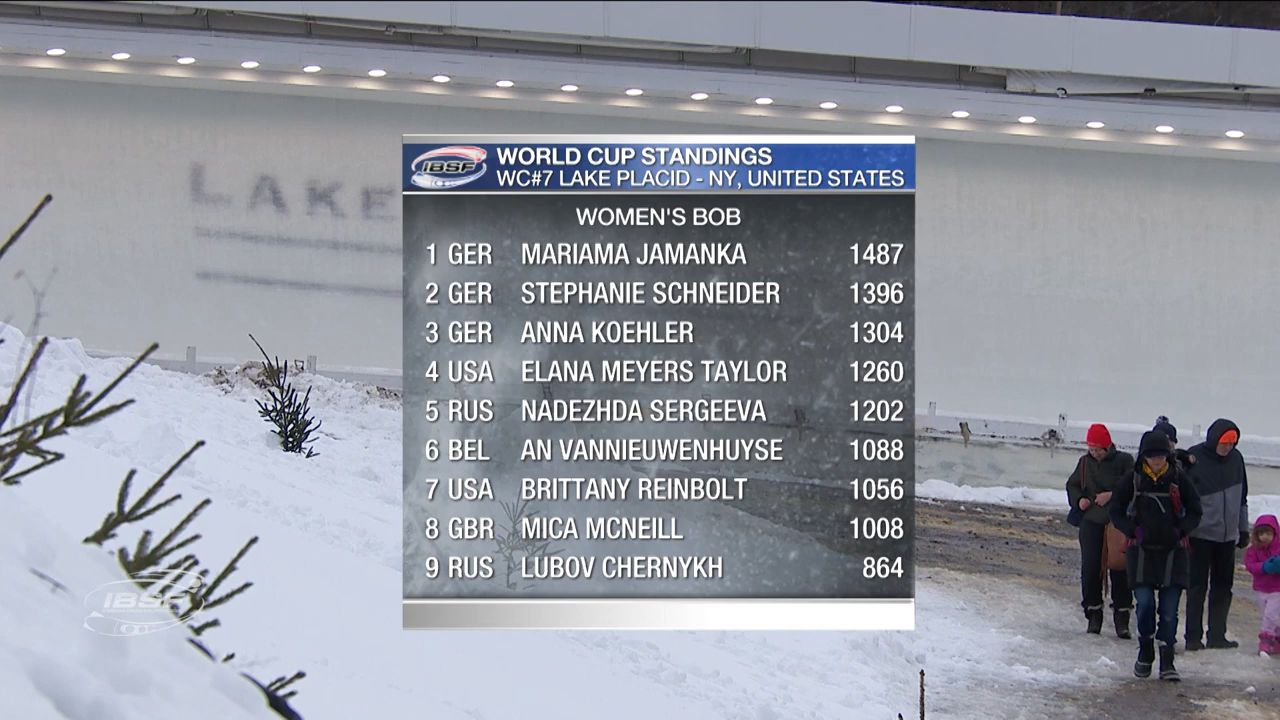 LAKE
IBSF
WORLD CUP STANDINGS
WC#7 LAKE PLACID - NY, UNITED STATES
WOMEN'S BOB
1 GER MARIAMA JAMANKA 1487
2 GER STEPHANIE SCHNEIDER 1396
3 GER ANNA KOEHLER 1304
4 USA ELANA MEYERS TAYLOR 1260
5 RUS NADEZHDA SERGEEVA 1202
6 BEL AN VANNIEUWENHUYSE 1088
7 USA BRITTANY REINBOLT 1056
8 GBR MICA MCNEILL 1008
9 RUS LUBOV CHERNYKH 864
IBSF